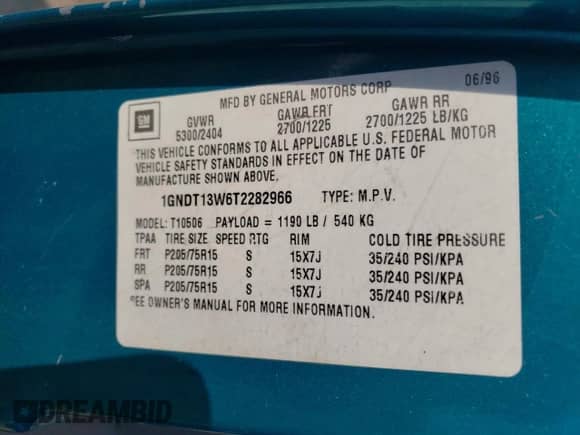 GM
MFD BY GENERAL MOTORS CORP 06/96
GVWR GAWR FRT GAWR RR
5300/2404 2700/1225 2700/1225 LB/KG
THIS VEHICLE CONFORMS TO ALL APPLICABLE U.S. FEDERAL MOTOR
VEHICLE SAFETY STANDARDS IN EFFECT ON THE DATE OF
MANUFACTURE SHOWN ABOVE.
1GNDT13W6T2282966 TYPE: M.P.V.
MODEL: T10506 PAYLOAD = 1190 LB / 540 KG
TPAA TIRE SIZE SPEED RTG RIM COLD TIRE PRESSURE
FRT P205/75R15 S 15X7J 35/240 PSI/KPA
RR P205/75R15 S 15X7J 35/240 PSI/KPA
SPA P205/75R15 S 15X7J 35/240 PSI/KPA
SEE OWNER'S MANUAL FOR MORE INFORMATION.
DREAMBID